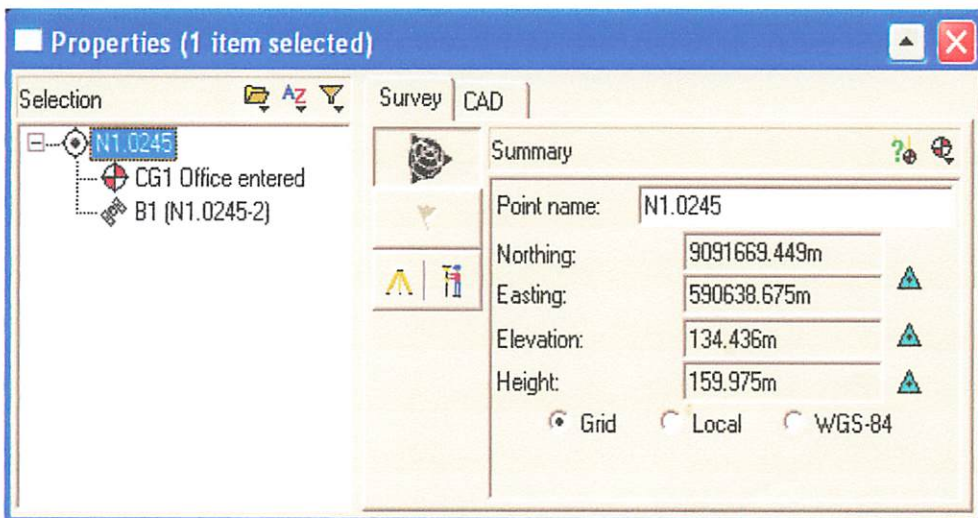 Properties (1 item selected)
Selection
N1.0245
CG1 Office entered
B1 (N1.0245-2)
Survey
CAD
Summary
Point name: N1.0245
Northing: 9091669.449m
Easting: 590638.675m
Elevation: 134.436m
Height: 159.975m
Grid Local WGS-84